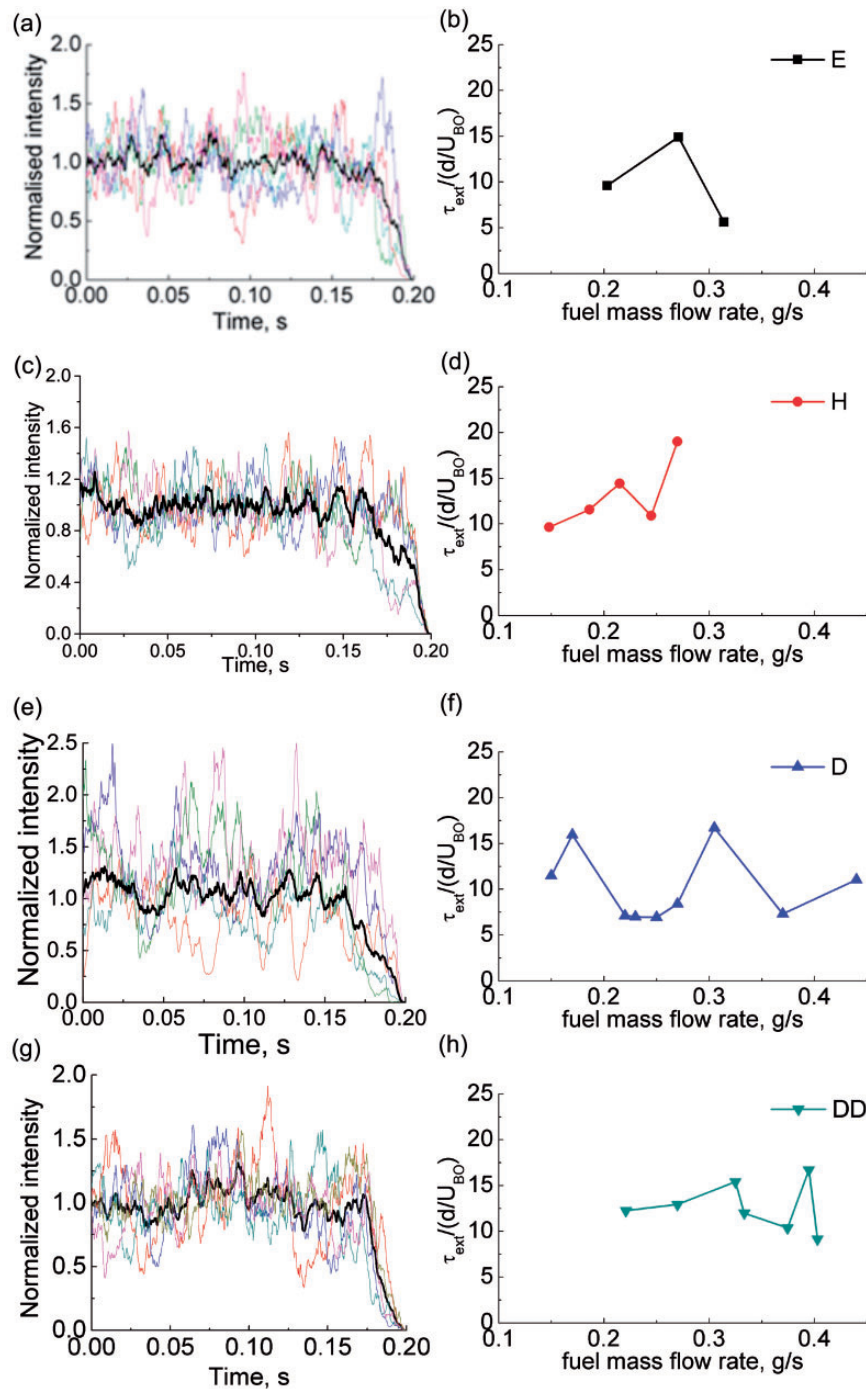 (a)
2.0
1.5
1.0
0.5
0.0
Normalised intensity
0.00 0.05 0.10 0.15 0.20
Time, s
(b)
25
20
15
10
5
0
τext/(d/UBO)
E
0.1 0.2 0.3 0.4
fuel mass flow rate, g/s
(c)
2.0
1.6
1.2
0.8
0.4
0.0
Normalized intensity
0.00 0.05 0.10 0.15 0.20
Time, s
(d)
25
20
15
10
5
0
τext/(d/UBO)
H
0.1 0.2 0.3 0.4
fuel mass flow rate, g/s
(e)
2.5
2.0
1.5
1.0
0.5
0.0
Normalized intensity
0.00 0.05 0.10 0.15 0.20
Time, s
(f)
25
20
15
10
5
0
τext/(d/UBO)
D
0.1 0.2 0.3 0.4
fuel mass flow rate, g/s
(g)
2.0
1.5
1.0
0.5
0.0
Normalized intensity
0.00 0.05 0.10 0.15 0.20
Time, s
(h)
25
20
15
10
5
0
τext/(d/UBO)
DD
0.1 0.2 0.3 0.4
fuel mass flow rate, g/s